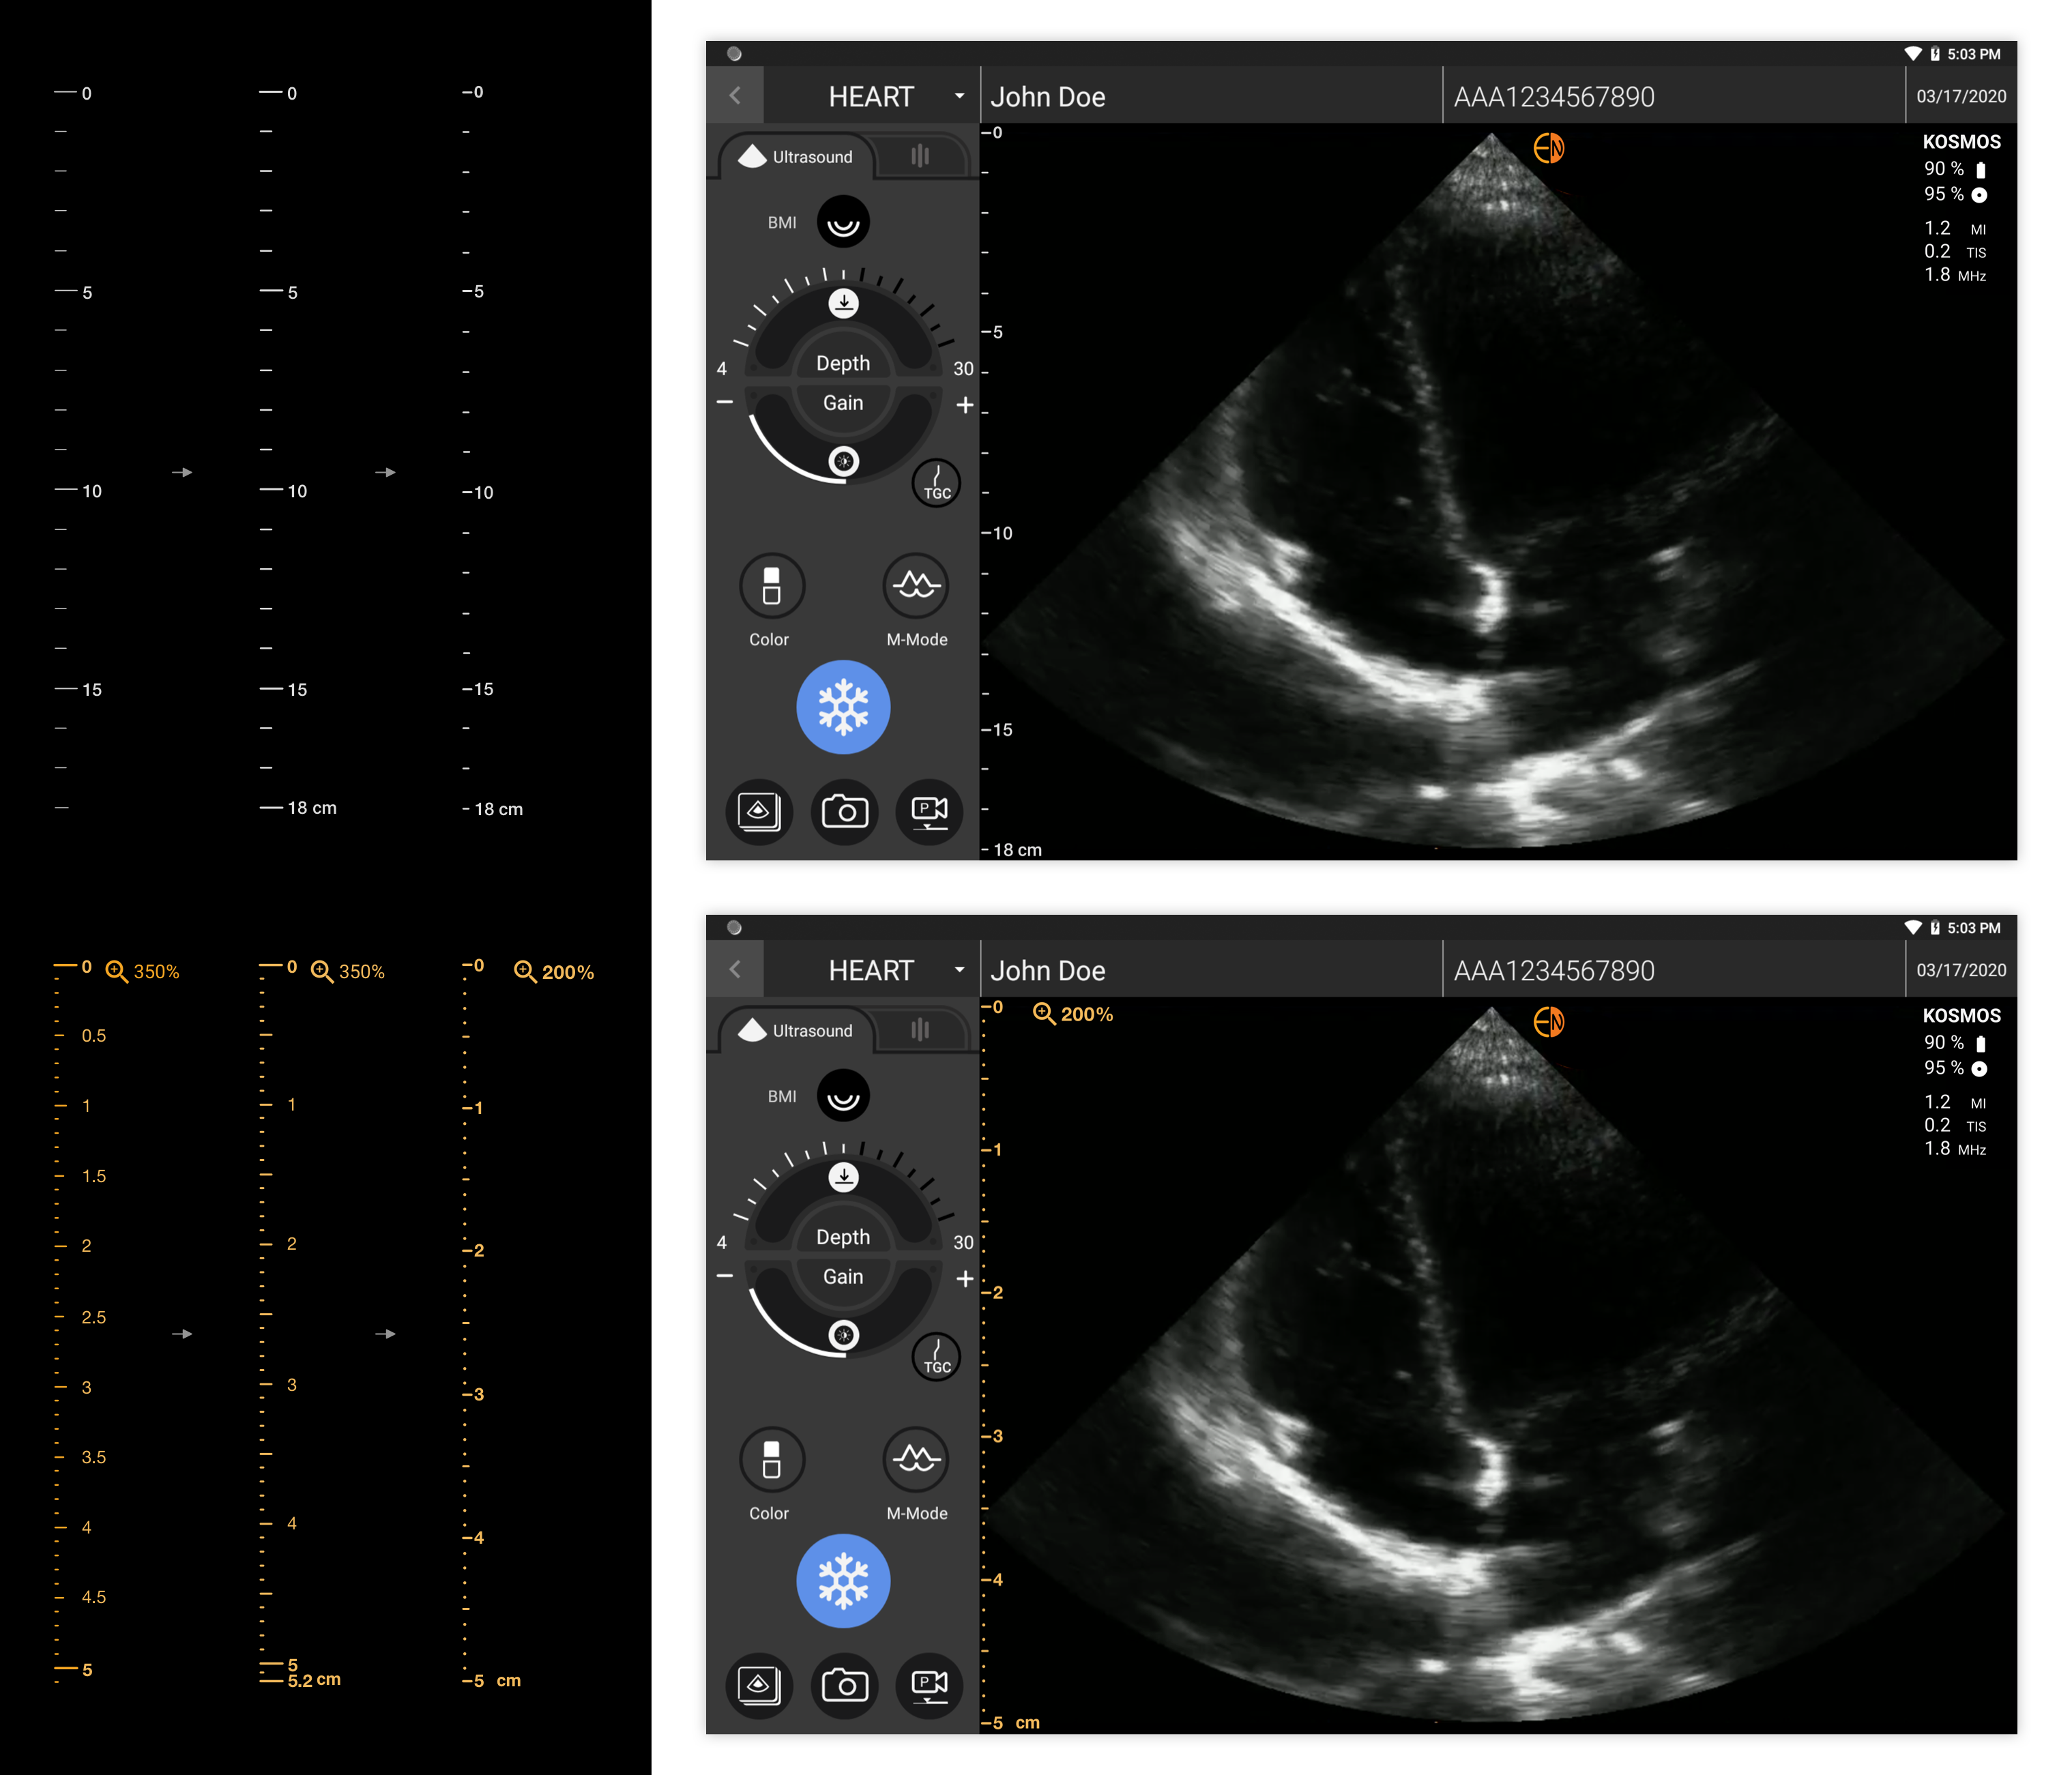 0
5
10
15
0
5
10
15
18 cm
0
5
10
15
18 cm
5:03 PM
HEART
John Doe
AAA1234567890
03/17/2020
Ultrasound
BMI
Depth
4
30
Gain
TGC
Color
M-Mode
P
0
5
10
15
18 cm
EN
KOSMOS
90 %
95 %
1.2 MI
0.2 TIS
1.8 MHz
0 350%
0.5
1
1.5
2
2.5
3
3.5
4
4.5
5
0 350%
1
2
3
4
5
5.2 cm
0 200%
1
2
3
4
5 cm
5:03 PM
HEART
John Doe
AAA1234567890
03/17/2020
Ultrasound
BMI
Depth
4
30
Gain
TGC
Color
M-Mode
P
0 200%
1
2
3
4
5 cm
EN
KOSMOS
90 %
95 %
1.2 MI
0.2 TIS
1.8 MHz